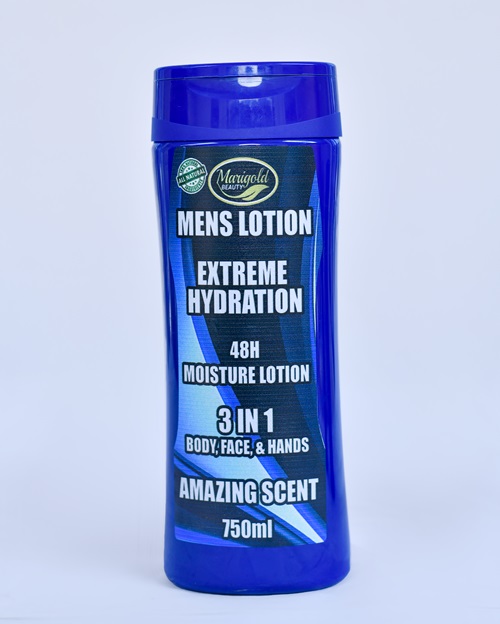 ALL NATURAL
Marigold
BEAUTY
MENS LOTION
EXTREME
HYDRATION
48H
MOISTURE LOTION
3 IN 1
BODY, FACE, & HANDS
AMAZING SCENT
750ml